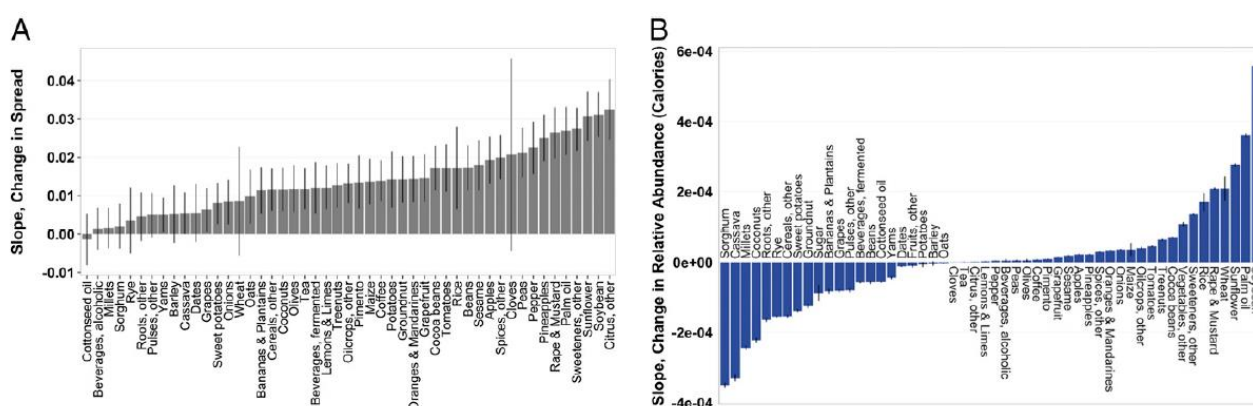 A
Slope, Change in Spread
0.04
0.03
0.02
0.01
0.00
-0.01
Cottonseed oil
Beverages, alcoholic
Millets
Sorghum
Rye
Roots, other
Pulses, other
Yams
Barley
Cassava
Dates
Grapes
Sweet potatoes
Onions
Wheat
Oats
Bananas & Plantains
Cereals, other
Coconuts
Olives
Tea
Beverages, fermented
Lemons & Limes
Treenuts
Oilcrops, other
Pimento
Maize
Coffee
Potatoes
Groundnut
Oranges & Mandarines
Grapefruit
Cocoa beans
Tomatoes
Rice
Beans
Sesame
Apples
Spices, other
Cloves
Peas
Pepper
Pineapples
Rape & Mustard
Palm oil
Sweeteners, other
Sunflower
Soybean
Citrus, other
B
Slope, Change in Relative Abundance (Calories)
6e-04
4e-04
2e-04
0e+00
-2e-04
-4e-04
Sorghum
Cassava
Millets
Coconuts
Roots, other
Rye
Cereals, other
Sweet potatoes
Groundnut
Sugar
Bananas & Plantains
Grapes
Pulses, other
Beverages, fermented
Beans
Cottonseed oil
Yams
Dates
Fruits, other
Potatoes
Barley
Oats
Cloves
Tea
Citrus, other
Lemons & Limes
Pepper
Beverages, alcoholic
Peas
Olives
Coffee
Pimento
Grapefruit
Sesame
Apples
Pineapples
Spices, other
Oranges & Mandarines
Onions
Maize
Oilcrops, other
Tomatoes
Treenuts
Cocoa beans
Vegetables, other
Sweeteners, other
Rice
Rape & Mustard
Wheat
Sunflower
Palm oil